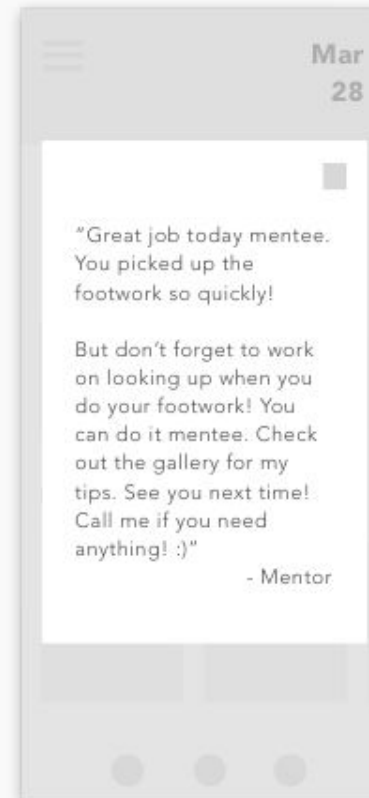 Mar
28
“Great job today mentee.
You picked up the
footwork so quickly!
But don’t forget to work
on looking up when you
do your footwork! You
can do it mentee. Check
out the gallery for my
tips. See you next time!
Call me if you need
anything! :)”
- Mentor